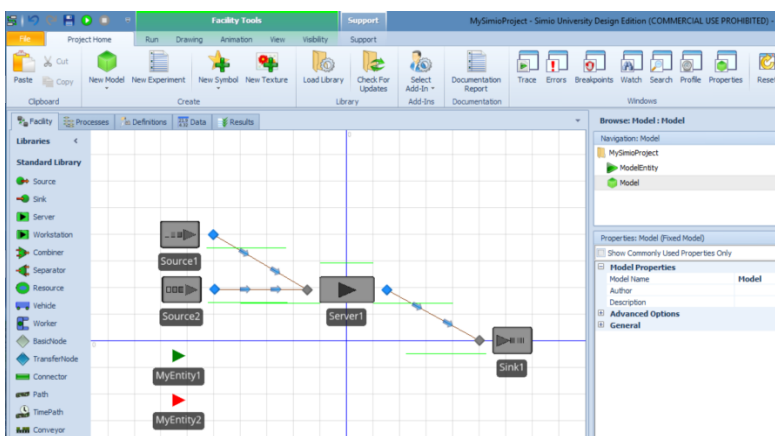 Facility Tools
Support
MySimioProject - Simio University Design Edition (COMMERCIAL USE PROHIBITED) -
File
Project Home
Run
Drawing
Animation
View
Visibility
Support
Paste
Cut
Copy
New Model
New Experiment
New Symbol
New Texture
Load Library
Check For Updates
Select Add-In
Documentation Report
Trace
Errors
Breakpoints
Watch
Search
Profile
Properties
Reset
Clipboard
Create
Library
Add-Ins
Documentation
Windows
Facility
Processes
Definitions
Data
Results
Browse: Model : Model
Libraries
Navigation: Model
Standard Library
MySimioProject
ModelEntity
Model
Source
Sink
Server
Workstation
Combiner
Separator
Resource
Vehicle
Worker
BasicNode
TransferNode
Connector
Path
TimePath
Conveyor
Source1
Source2
Server1
Sink1
MyEntity1
MyEntity2
Properties: Model (Fixed Model)
Show Commonly Used Properties Only
Model Properties
Model Name Model
Author
Description
Advanced Options
General